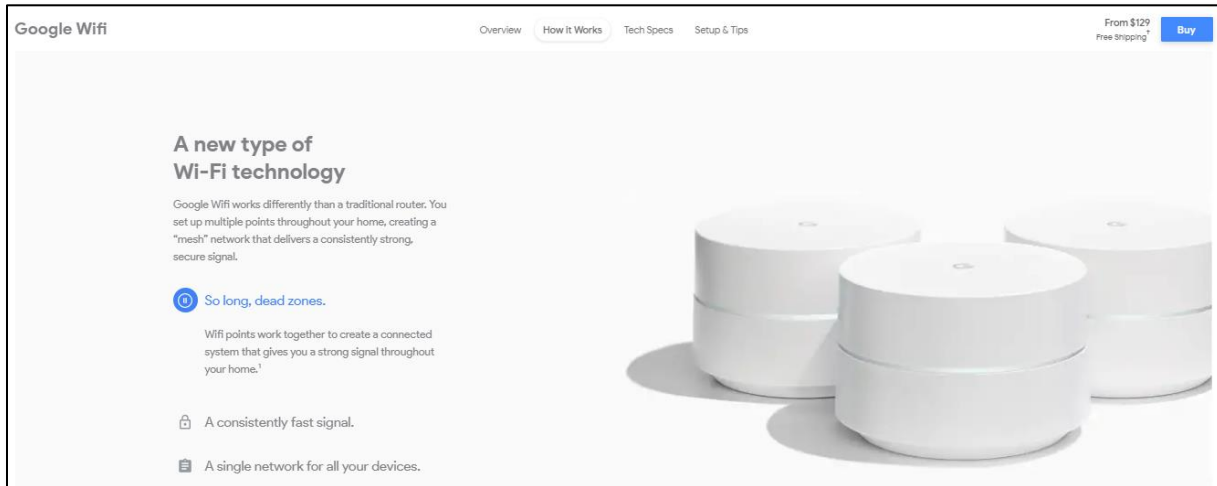 Google Wifi
Overview
How It Works
Tech Specs
Setup & Tips
From $129
Free Shipping†
Buy
A new type of
Wi-Fi technology
Google Wifi works differently than a traditional router. You
set up multiple points throughout your home, creating a
“mesh” network that delivers a consistently strong,
secure signal.
So long, dead zones.
Wifi points work together to create a connected
system that gives you a strong signal throughout
your home.¹
A consistently fast signal.
A single network for all your devices.